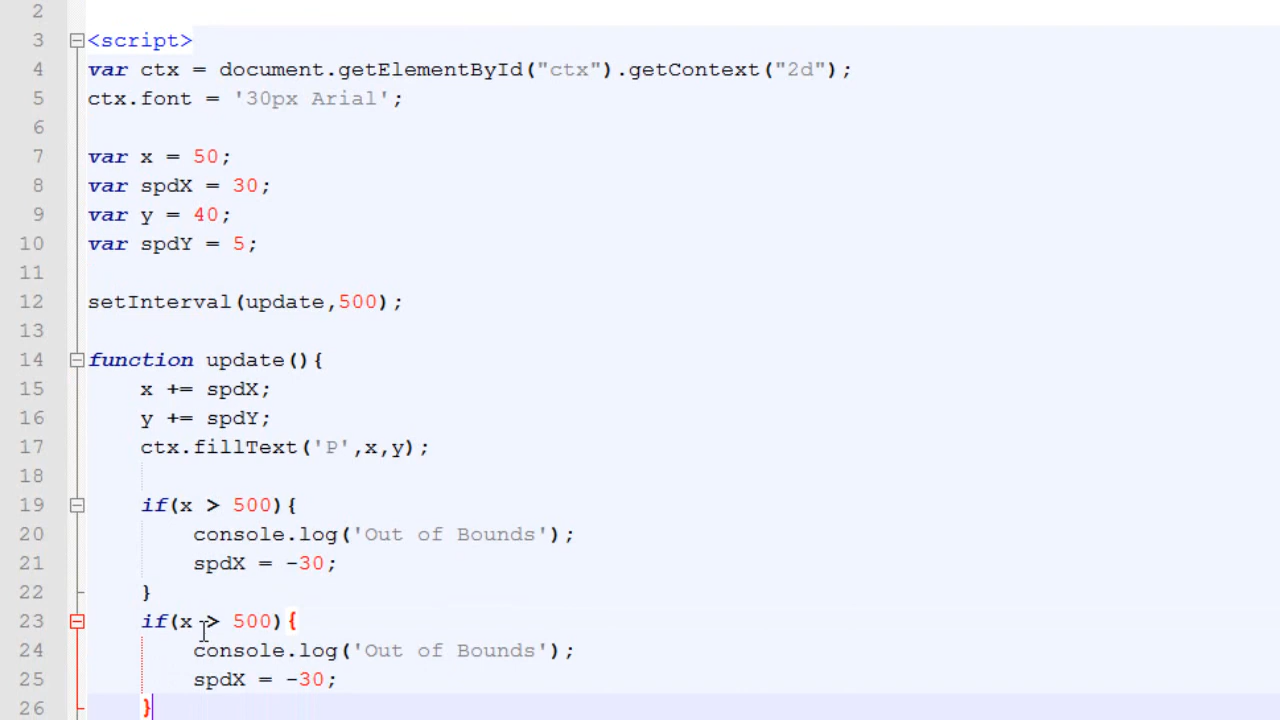 2
3 <script>
4 var ctx = document.getElementById("ctx").getContext("2d");
5 ctx.font = '30px Arial';
6
7 var x = 50;
8 var spdX = 30;
9 var y = 40;
10 var spdY = 5;
11
12 setInterval(update,500);
13
14 function update(){
15     x += spdX;
16     y += spdY;
17     ctx.fillText('P',x,y);
18
19     if(x > 500){
20         console.log('Out of Bounds');
21         spdX = -30;
22     }
23     if(x > 500){
24         console.log('Out of Bounds');
25         spdX = -30;
26     }